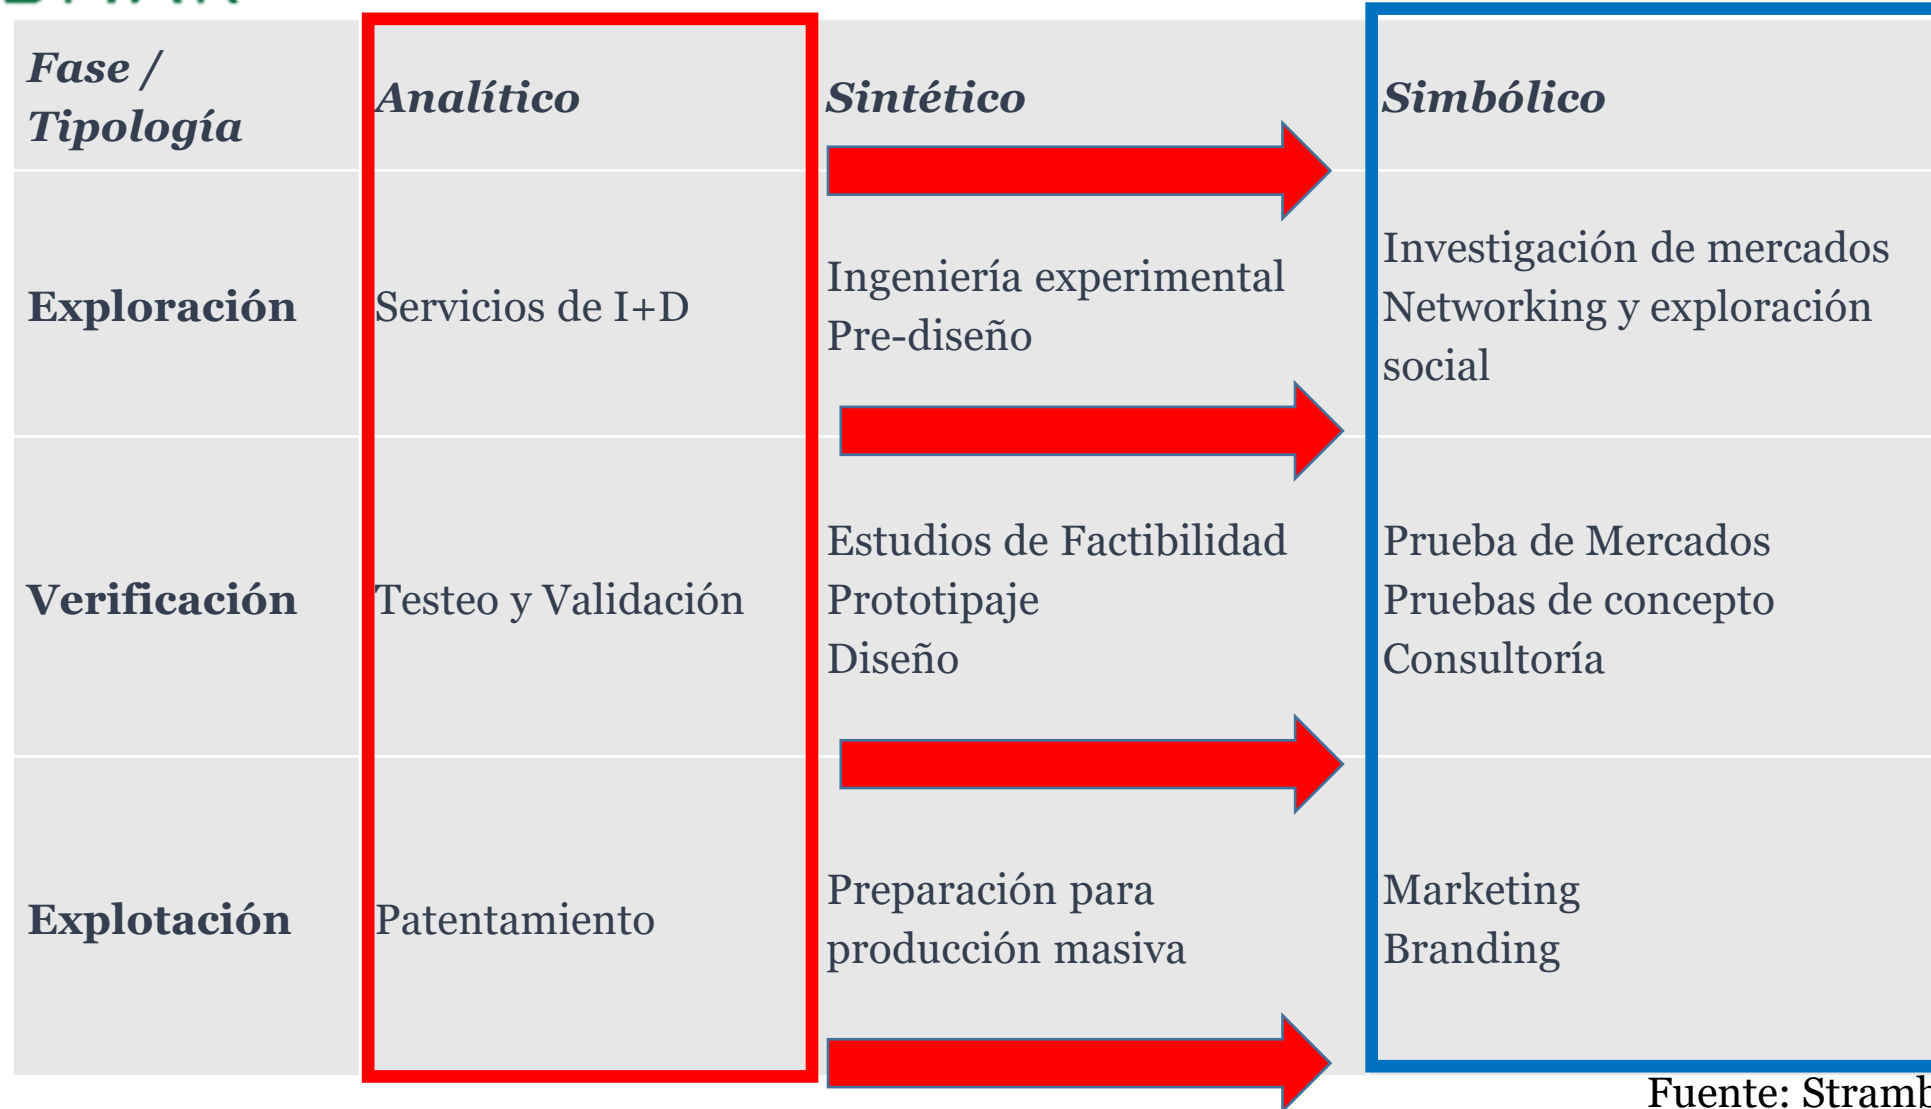 Fase /
Tipología
Analítico
Sintético
Simbólico
Exploración
Servicios de I+D
Ingeniería experimental
Pre-diseño
Investigación de mercados
Networking y exploración
social
Verificación
Testeo y Validación
Estudios de Factibilidad
Prototipaje
Diseño
Prueba de Mercados
Pruebas de concepto
Consultoría
Explotación
Patentamiento
Preparación para
producción masiva
Marketing
Branding
Fuente: